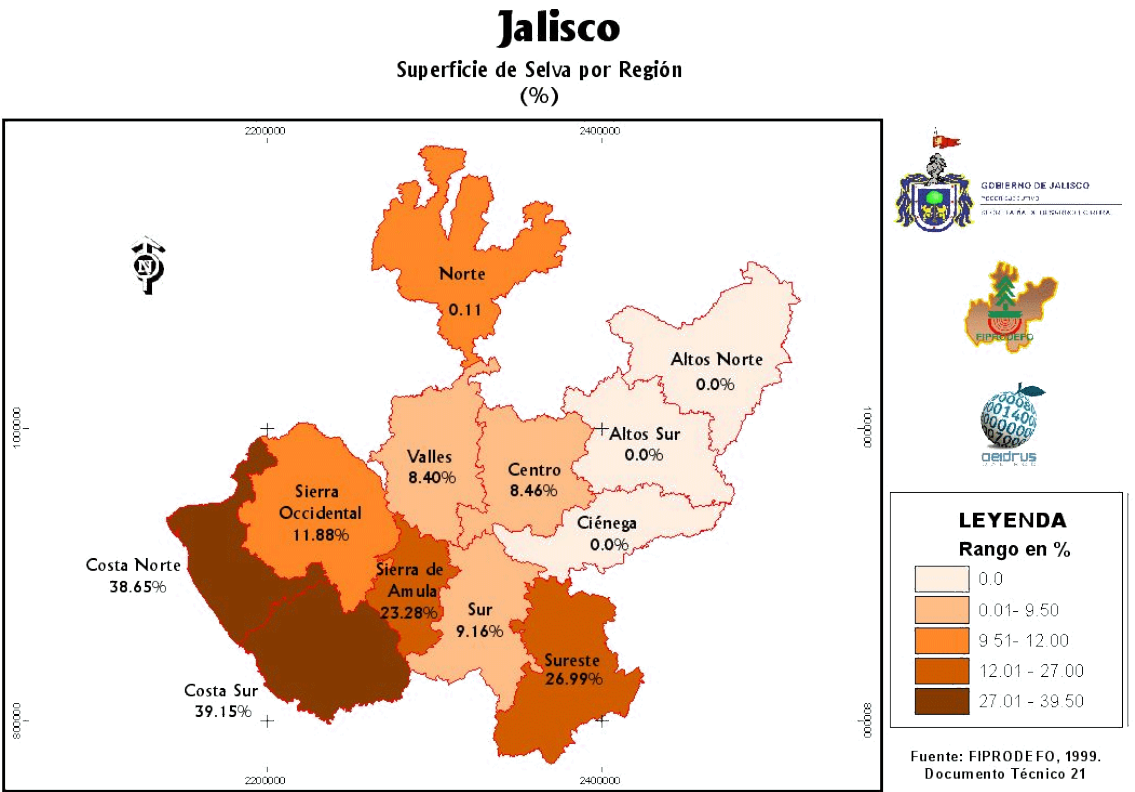 Jalisco
Superficie de Selva por Región
(%)
2200000
2400000
GOBIERNO DE JALISCO
PODER EJECUTIVO
N
Norte
0.11
FIPRODEFO
Altos Norte
0.0%
1000000
1000000
Altos Sur
0.0%
Valles
8.40%
Centro
8.46%
oeidrus
Sierra
Occidental
11.88%
Ciénega
0.0%
LEYENDA
Rango en %
0.0
0.01- 9.50
9.51- 12.00
12.01 - 27.00
27.01 - 39.50
Costa Norte
38.65%
Sierra de
Amula
23.28%
Sur
9.16%
Sureste
26.99%
Costa Sur
39.15%
800000
800000
2200000
2400000
Fuente: FIPRODEFO, 1999.
Documento Técnico 21